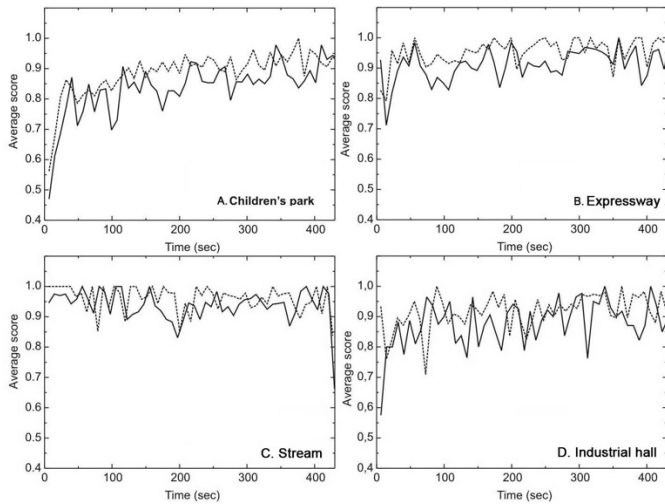 Average score
1.0
0.9
0.8
0.7
0.6
0.5
0.4
A. Children's park
0 100 200 300 400
Time (sec)
Average score
1.0
0.9
0.8
0.7
0.6
0.5
0.4
B. Expressway
0 100 200 300 400
Time (sec)
Average score
1.0
0.9
0.8
0.7
0.6
0.5
0.4
C. Stream
0 100 200 300 400
Time (sec)
Average score
1,0
0,9
0,8
0,7
0,6
0,5
0,4
D. Industrial hall
0 100 200 300 400
Time (sec)